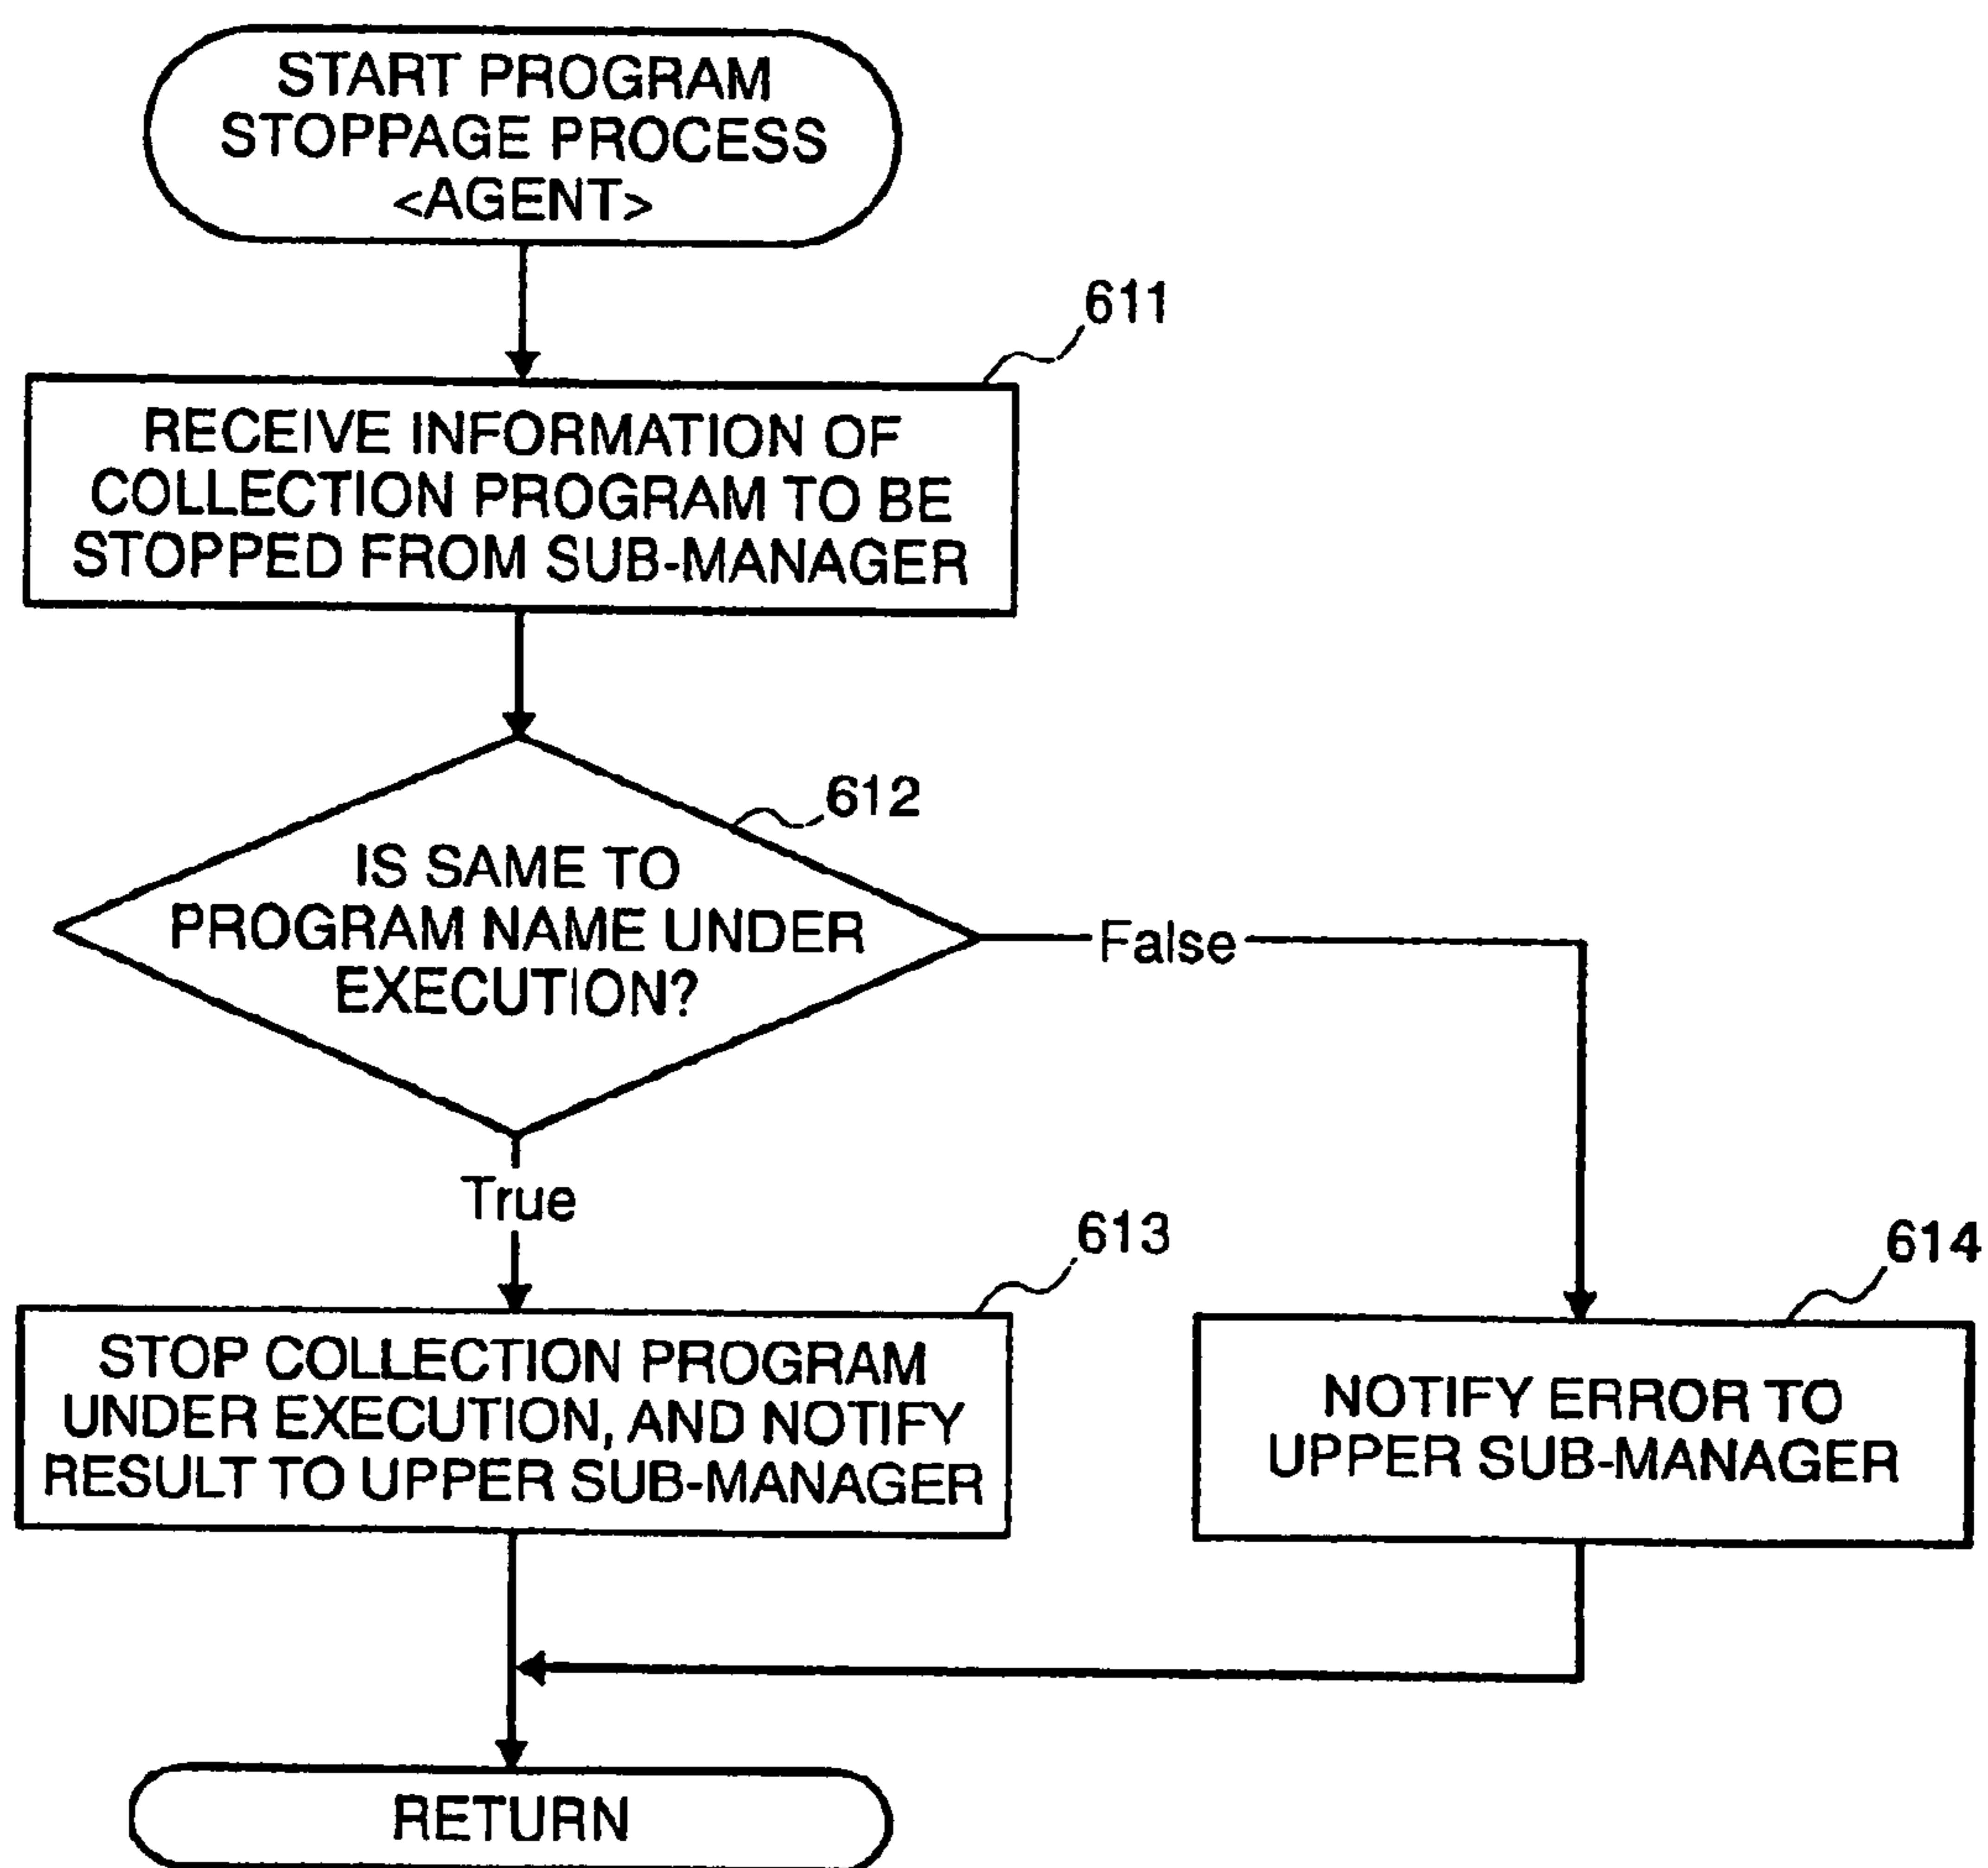 START PROGRAM
STOPPAGE PROCESS
<AGENT>
611
RECEIVE INFORMATION OF
COLLECTION PROGRAM TO BE
STOPPED FROM SUB-MANAGER
612
IS SAME TO
PROGRAM NAME UNDER
EXECUTION?
False
True
613
STOP COLLECTION PROGRAM
UNDER EXECUTION, AND NOTIFY
RESULT TO UPPER SUB-MANAGER
614
NOTIFY ERROR TO
UPPER SUB-MANAGER
RETURN